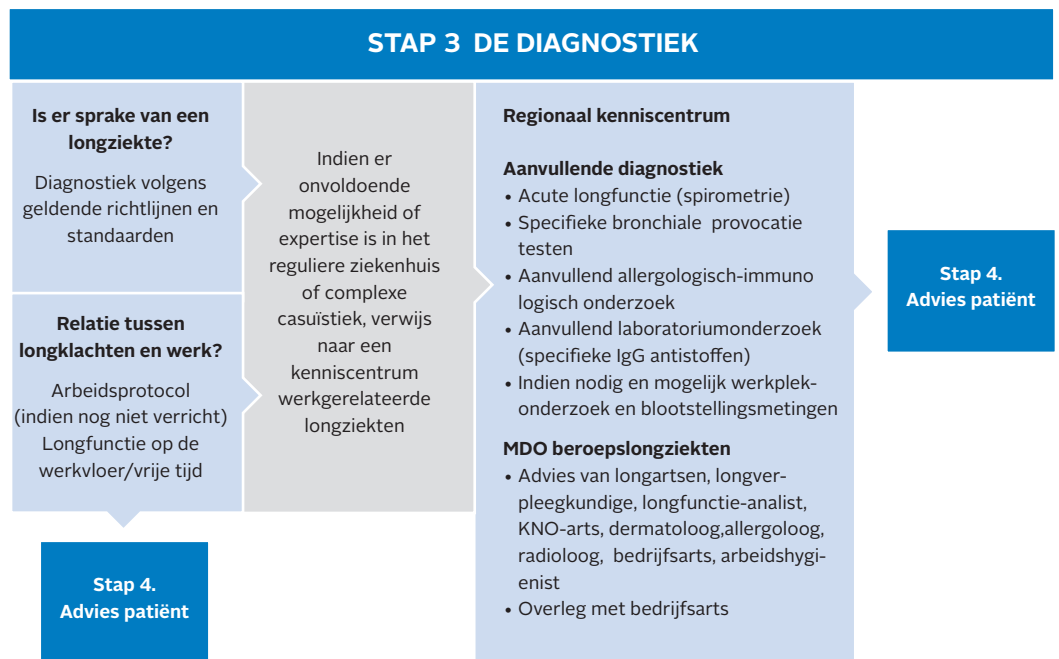 STAP 3 DE DIAGNOSTIEK
Is er sprake van een
longziekte?
Diagnostiek volgens
geldende richtlijnen en
standaarden
Relatie tussen
longklachten en werk?
Arbeidsprotocol
(indien nog niet verricht)
Longfunctie op de
werkvloer/vrije tijd
Stap 4.
Advies patiënt
Indien er
onvoldoende
mogelijkheid of
expertise is in het
reguliere ziekenhuis
of complexe
casuïstiek, verwijs
naar een
kenniscentrum
werkgerelateerde
longziekten
Regionaal kenniscentrum
Aanvullende diagnostiek
• Acute longfunctie (spirometrie)
• Specifieke bronchiale provocatie
testen
• Aanvullend allergologisch-immuno
logisch onderzoek
• Aanvullend laboratoriumonderzoek
(specifieke IgG antistoffen)
• Indien nodig en mogelijk werkplek-
onderzoek en blootstellingsmetingen
MDO beroepslongziekten
• Advies van longartsen, longver-
pleegkundige, longfunctie-analist,
KNO-arts, dermatoloog,allergoloog,
radioloog, bedrijfsarts, arbeidshygi-
enist
• Overleg met bedrijfsarts
Stap 4.
Advies patiënt